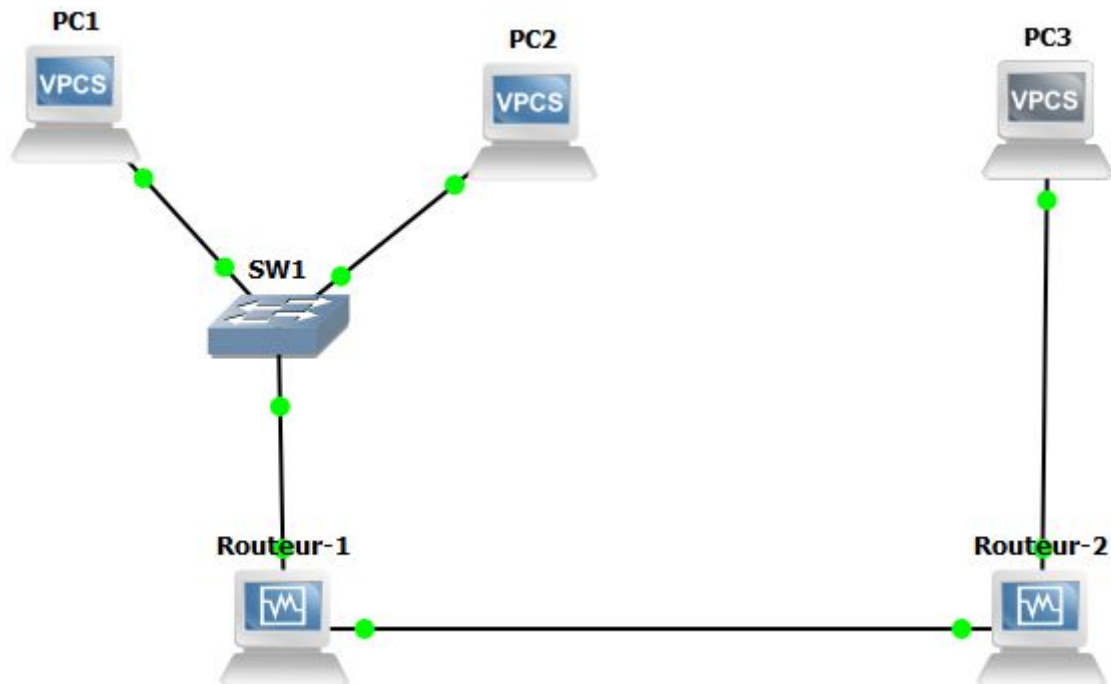 PC1
PC2
PC3
VPCS
VPCS
VPCS
SW1
Routeur-1
Routeur-2